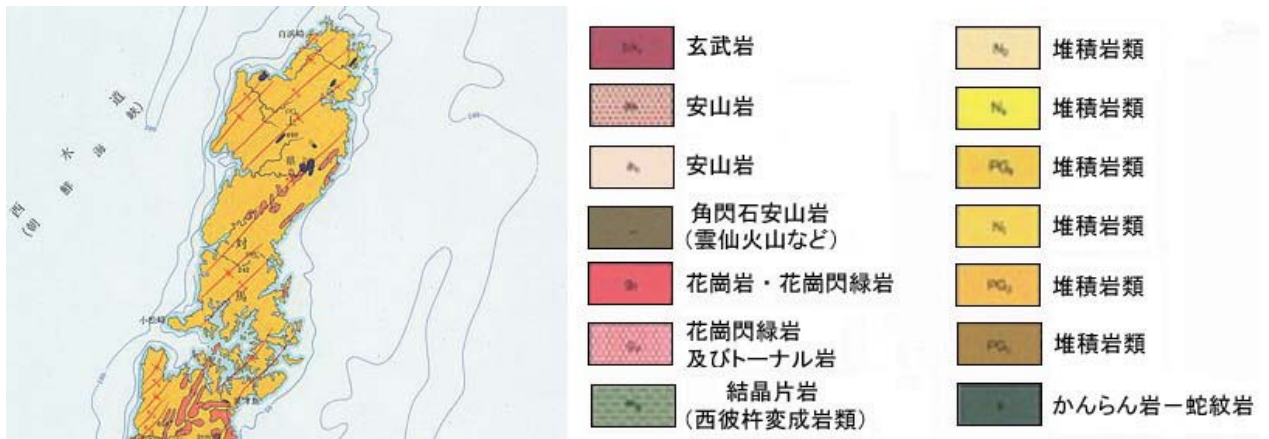 白浜崎
上
県
対
馬
小松崎
西
水
道
(朝
鮮
海
峡)
242
玄武岩
安山岩
安山岩
角閃石安山岩
(雲仙火山など)
花崗岩・花崗閃緑岩
花崗閃緑岩
及びトーナル岩
結晶片岩
(西彼杵変成岩類)
堆積岩類
堆積岩類
堆積岩類
堆積岩類
堆積岩類
堆積岩類
かんらん岩－蛇紋岩